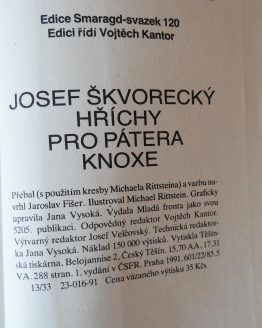 Edice Smaragd-svazek 120
Edici řídí Vojtěch Kantor
JOSEF ŠKVORECKÝ
HŘÍCHY
PRO PÁTERA
KNOXE
Přebal (s použitím kresby Michaela Rittsteina) a vazbu na-
vrhl Jaroslav Fišer. Ilustroval Michael Rittstein. Graficky
upravila Jana Vysoká. Vydala Mladá fronta jako svou
5205. publikaci. Odpovědný redaktor Vojtěch Kantor.
Výtvarný redaktor Josef Velčovský. Technická redaktor-
ka Jana Vysoká. Náklad 150 000 výtisků. Vytiskla Těšín-
ská tiskárna, Belojannise 2, Český Těšín. 15,70 AA. 17,31
VA. 288 stran. 1. vydání v ČSFR. Praha 1991. 601/22/85.5
13/33 23-016-91 Cena vázaného výtisku 35 Kčs